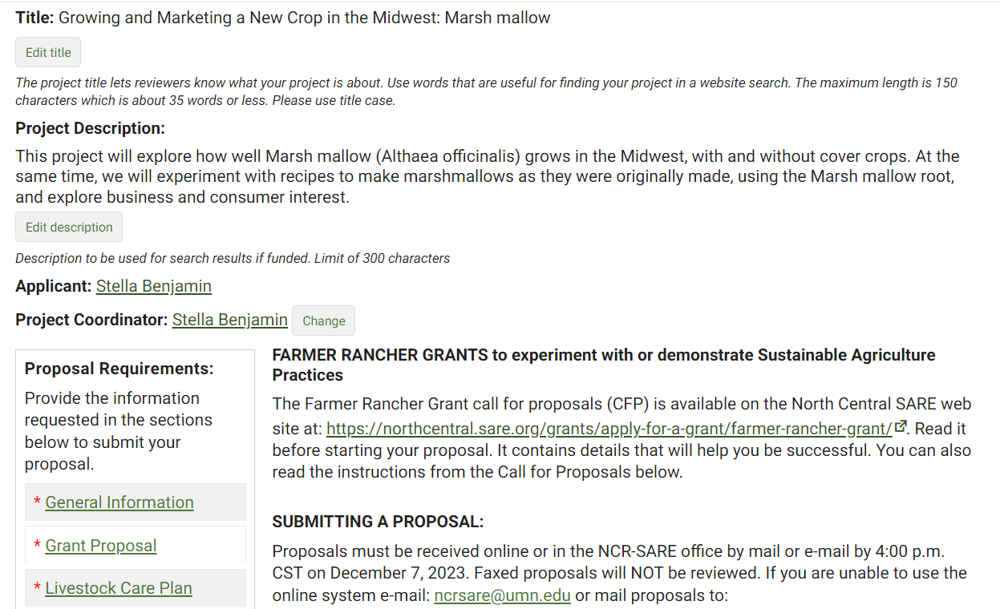 Title: Growing and Marketing a New Crop in the Midwest: Marsh mallow
Edit title
The project title lets reviewers know what your project is about. Use words that are useful for finding your project in a website search. The maximum length is 150
characters which is about 35 words or less. Please use title case.
Project Description:
This project will explore how well Marsh mallow (Althaea officinalis) grows in the Midwest, with and without cover crops. At the
same time, we will experiment with recipes to make marshmallows as they were originally made, using the Marsh mallow root,
and explore business and consumer interest.
Edit description
Description to be used for search results if funded. Limit of 300 characters
Applicant: Stella Benjamin
Project Coordinator: Stella Benjamin Change
Proposal Requirements:
Provide the information
requested in the sections
below to submit your
proposal.
* General Information
* Grant Proposal
* Livestock Care Plan
FARMER RANCHER GRANTS to experiment with or demonstrate Sustainable Agriculture
Practices
The Farmer Rancher Grant call for proposals (CFP) is available on the North Central SARE web
site at: https://northcentral.sare.org/grants/apply-for-a-grant/farmer-rancher-grant/. Read it
before starting your proposal. It contains details that will help you be successful. You can also
read the instructions from the Call for Proposals below.
SUBMITTING A PROPOSAL:
Proposals must be received online or in the NCR-SARE office by mail or e-mail by 4:00 p.m.
CST on December 7, 2023. Faxed proposals will NOT be reviewed. If you are unable to use the
online system e-mail: ncrsare@umn.edu or mail proposals to: